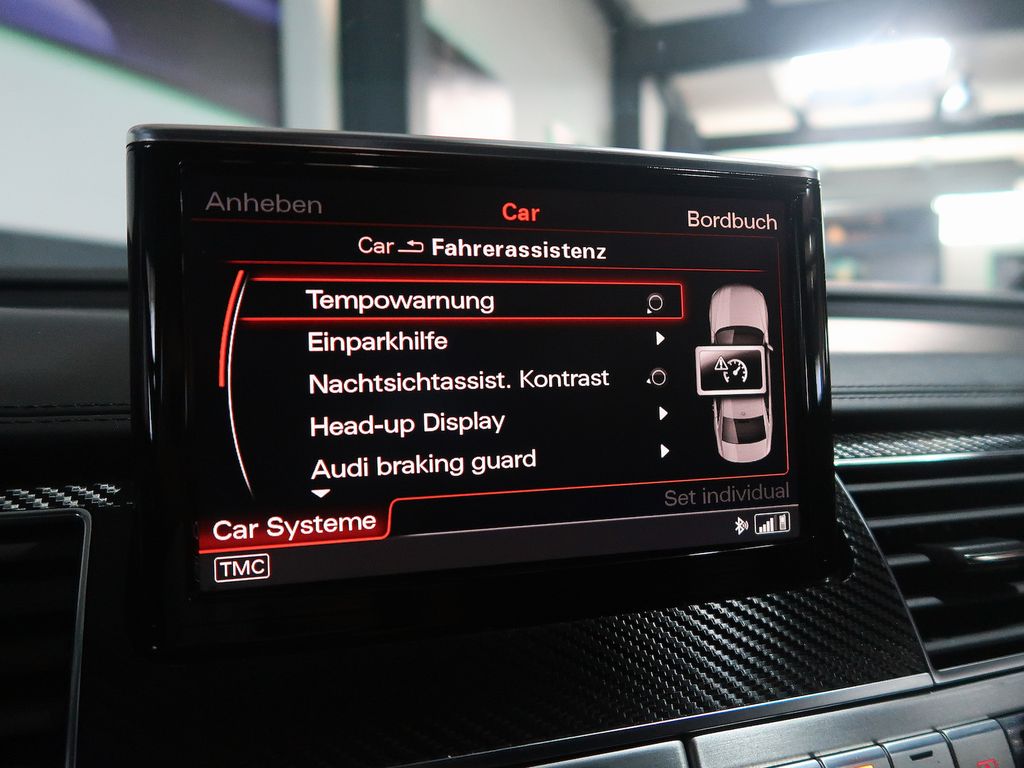 Anheben Car Bordbuch
Car Fahrerassistenz
Tempowarnung
Einparkhilfe
Nachtsichtassist. Kontrast
Head-up Display
Audi braking guard
Set individual
Car Systeme
TMC